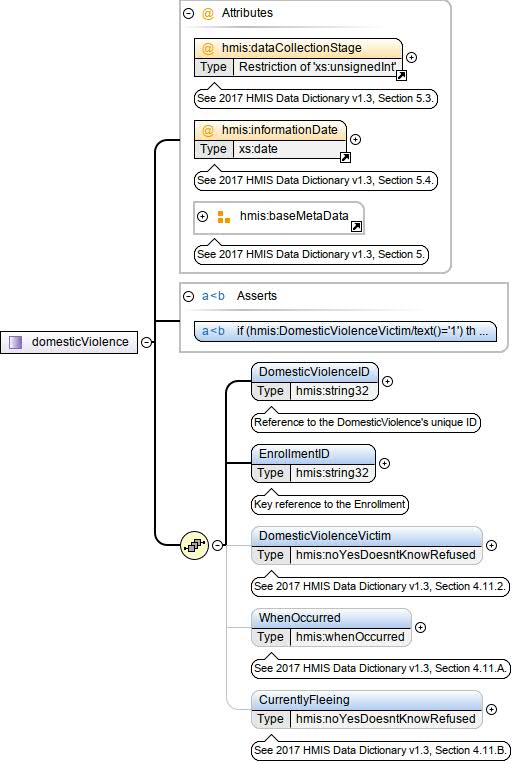 @ Attributes
@ hmis:dataCollectionStage
Type Restriction of 'xs:unsignedInt'
See 2017 HMIS Data Dictionary v1.3, Section 5.3.
@ hmis:informationDate
Type xs:date
See 2017 HMIS Data Dictionary v1.3, Section 5.4.
hmis:baseMetaData
See 2017 HMIS Data Dictionary v1.3, Section 5.
a<b Asserts
a<b if (hmis:DomesticViolenceVictim/text()='1') th ...
domesticViolence
DomesticViolenceID
Type hmis:string32
Reference to the DomesticViolence's unique ID
EnrollmentID
Type hmis:string32
Key reference to the Enrollment
DomesticViolenceVictim
Type hmis:noYesDoesntKnowRefused
See 2017 HMIS Data Dictionary v1.3, Section 4.11.2.
WhenOccurred
Type hmis:whenOccurred
See 2017 HMIS Data Dictionary v1.3, Section 4.11.A.
CurrentlyFleeing
Type hmis:noYesDoesntKnowRefused
See 2017 HMIS Data Dictionary v1.3, Section 4.11.B.